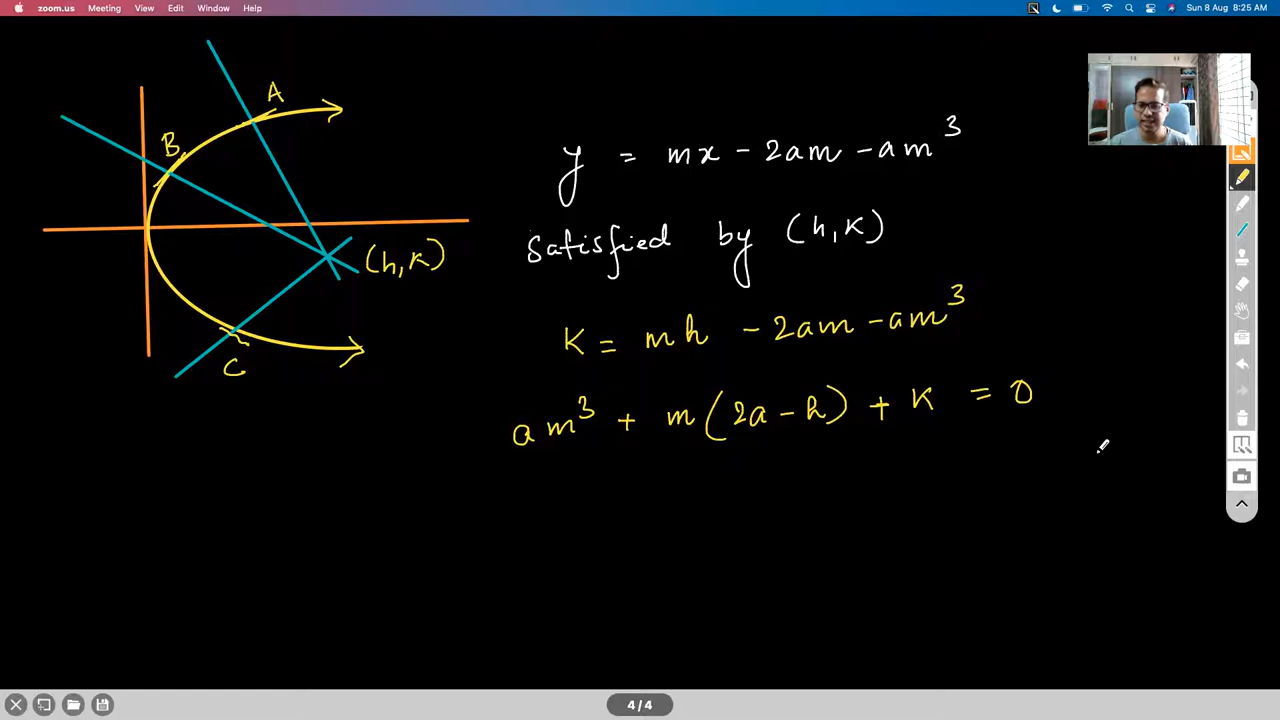 zoom.us Meeting View Edit Window Help Sun 8 Aug 8:25 AM
A
B
(h,K)
C
y = mx - 2am - am³
Satisfied by (h,K)
K = mh - 2am - am³
am³ + m(2a - h) + K = 0
4/4